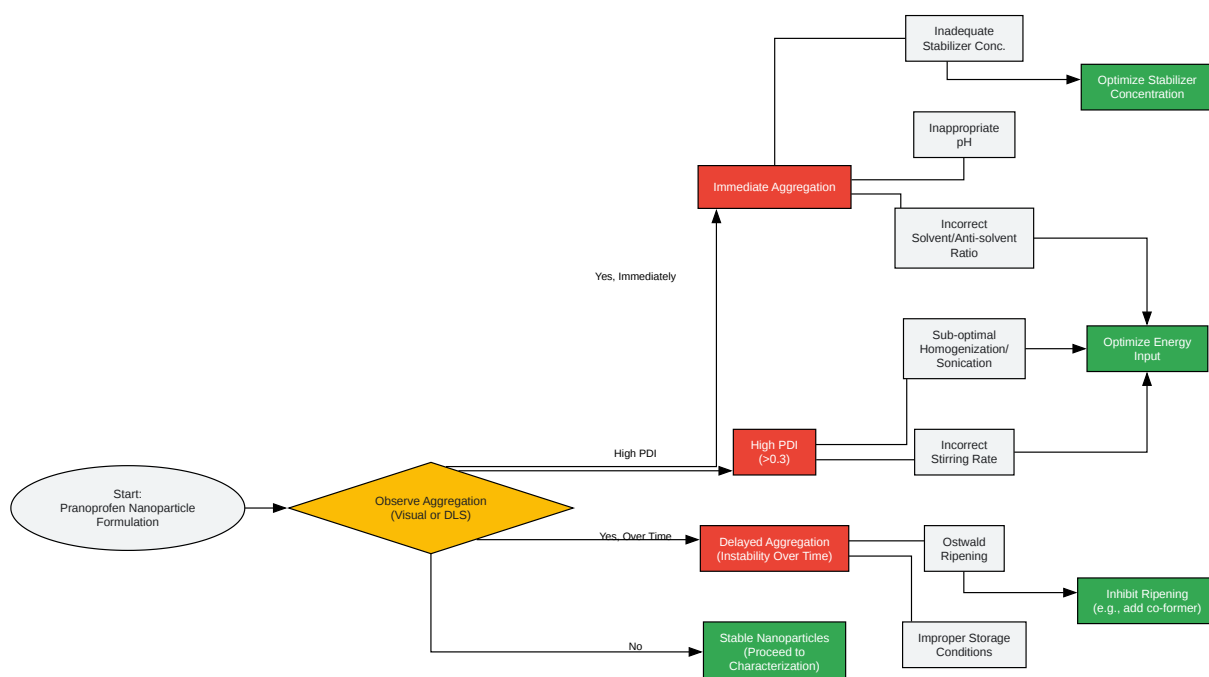 Inadequate
Stabilizer Conc.
Optimize Stabilizer
Concentration
Inappropriate
pH
Immediate Aggregation
Incorrect
Solvent/Anti-solvent
Ratio
Yes, Immediately
Sub-optimal
Homogenization/
Sonication
Optimize Energy
Input
High PDI
High PDI
(>0.3)
Incorrect
Stirring Rate
Start:
Pranoprofen Nanoparticle
Formulation
Observe Aggregation
(Visual or DLS)
Yes, Over Time
Delayed Aggregation
(Instability Over Time)
Ostwald
Ripening
Inhibit Ripening
(e.g., add co-former)
No
Stable Nanoparticles
(Proceed to
Characterization)
Improper Storage
Conditions